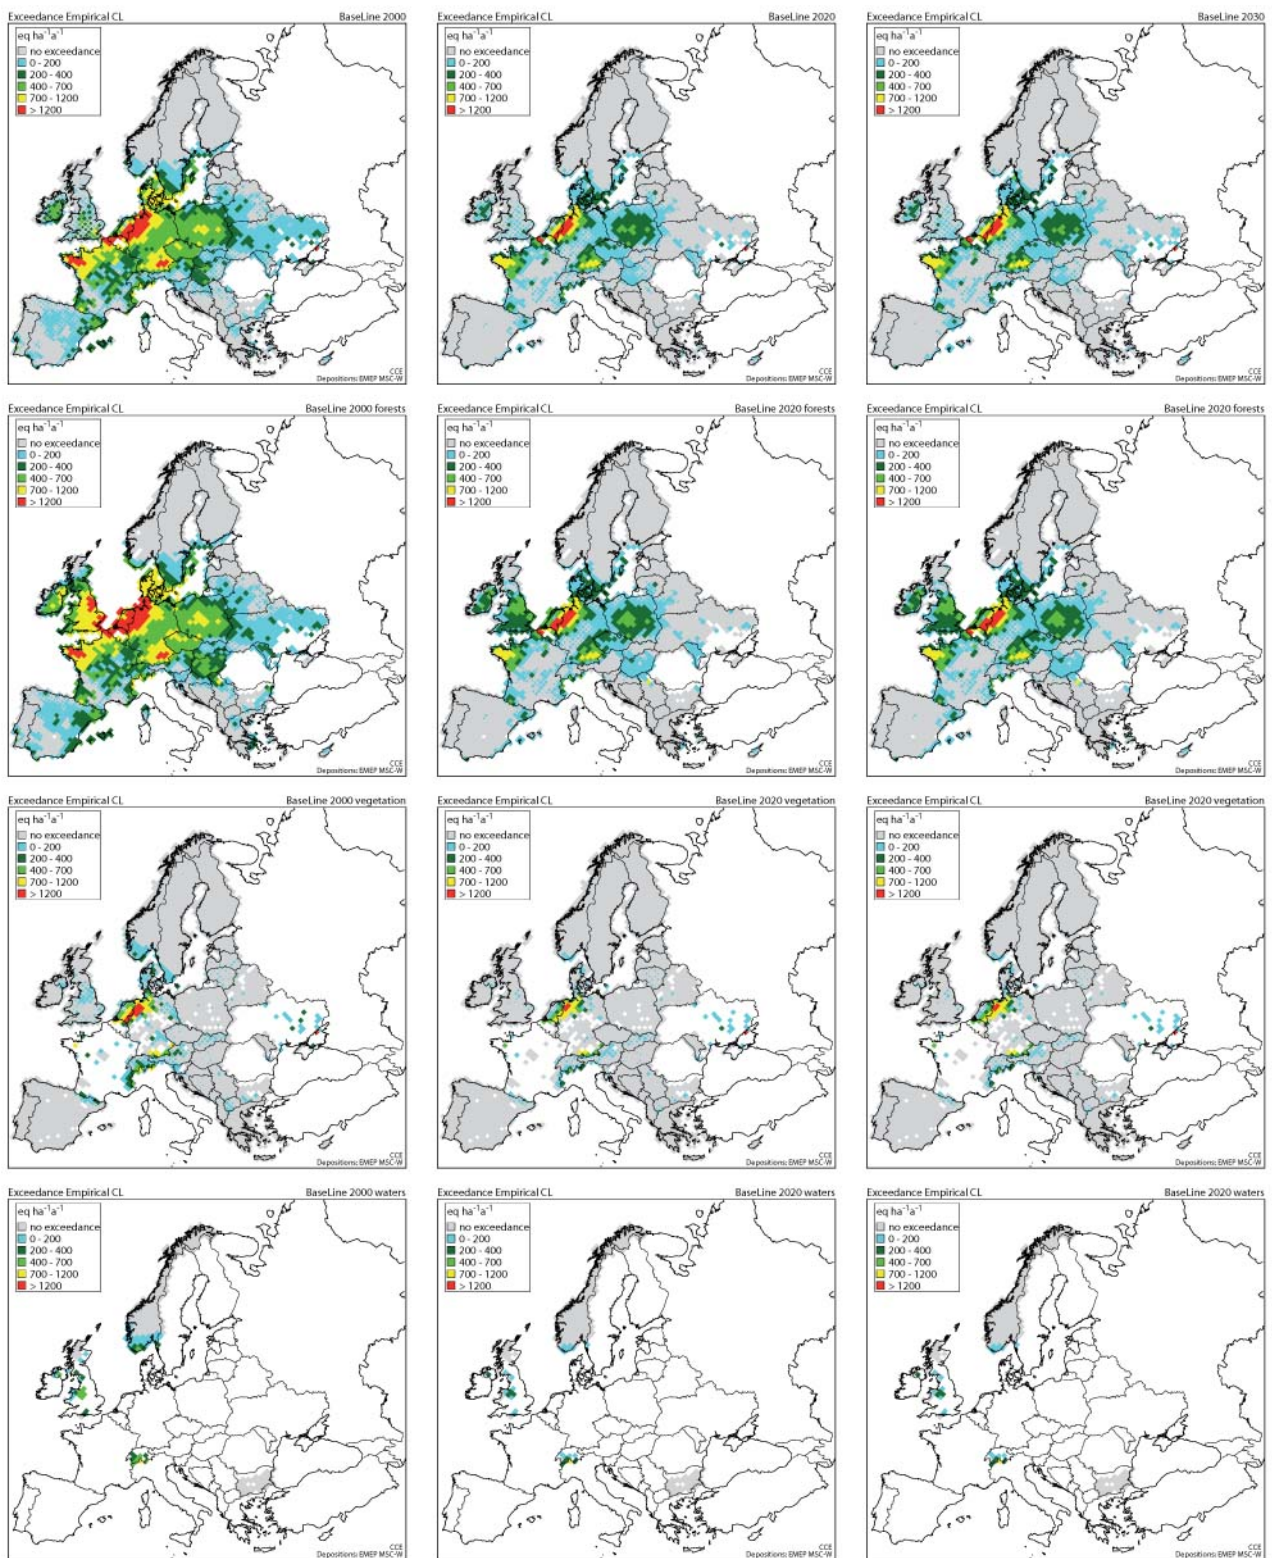 Exceedance Empirical CL BaseLine 2000
eq ha⁻¹a⁻¹
no exceedance
0 - 200
200 - 400
400 - 700
700 - 1200
> 1200
CCE
Depositions: EMEP MSC-W
Exceedance Empirical CL BaseLine 2020
eq ha⁻¹a⁻¹
no exceedance
0 - 200
200 - 400
400 - 700
700 - 1200
> 1200
CCE
Depositions: EMEP MSC-W
Exceedance Empirical CL BaseLine 2030
eq ha⁻¹a⁻¹
no exceedance
0 - 200
200 - 400
400 - 700
700 - 1200
> 1200
CCE
Depositions: EMEP MSC-W
Exceedance Empirical CL BaseLine 2000 forests
eq ha⁻¹a⁻¹
no exceedance
0 - 200
200 - 400
400 - 700
700 - 1200
> 1200
CCE
Depositions: EMEP MSC-W
Exceedance Empirical CL BaseLine 2020 forests
eq ha⁻¹a⁻¹
no exceedance
0 - 200
200 - 400
400 - 700
700 - 1200
> 1200
CCE
Depositions: EMEP MSC-W
Exceedance Empirical CL BaseLine 2020 forests
eq ha⁻¹a⁻¹
no exceedance
0 - 200
200 - 400
400 - 700
700 - 1200
> 1200
CCE
Depositions: EMEP MSC-W
Exceedance Empirical CL BaseLine 2000 vegetation
eq ha⁻¹a⁻¹
no exceedance
0 - 200
200 - 400
400 - 700
700 - 1200
> 1200
CCE
Depositions: EMEP MSC-W
Exceedance Empirical CL BaseLine 2020 vegetation
eq ha⁻¹a⁻¹
no exceedance
0 - 200
200 - 400
400 - 700
700 - 1200
> 1200
CCE
Depositions: EMEP MSC-W
Exceedance Empirical CL BaseLine 2020 vegetation
eq ha⁻¹a⁻¹
no exceedance
0 - 200
200 - 400
400 - 700
700 - 1200
> 1200
CCE
Depositions: EMEP MSC-W
Exceedance Empirical CL BaseLine 2000 waters
eq ha⁻¹a⁻¹
no exceedance
0 - 200
200 - 400
400 - 700
700 - 1200
> 1200
CCE
Depositions: EMEP MSC-W
Exceedance Empirical CL BaseLine 2020 waters
eq ha⁻¹a⁻¹
no exceedance
0 - 200
200 - 400
400 - 700
700 - 1200
> 1200
CCE
Depositions: EMEP MSC-W
Exceedance Empirical CL BaseLine 2020 waters
eq ha⁻¹a⁻¹
no exceedance
0 - 200
200 - 400
400 - 700
700 - 1200
> 1200
CCE
Depositions: EMEP MSC-W